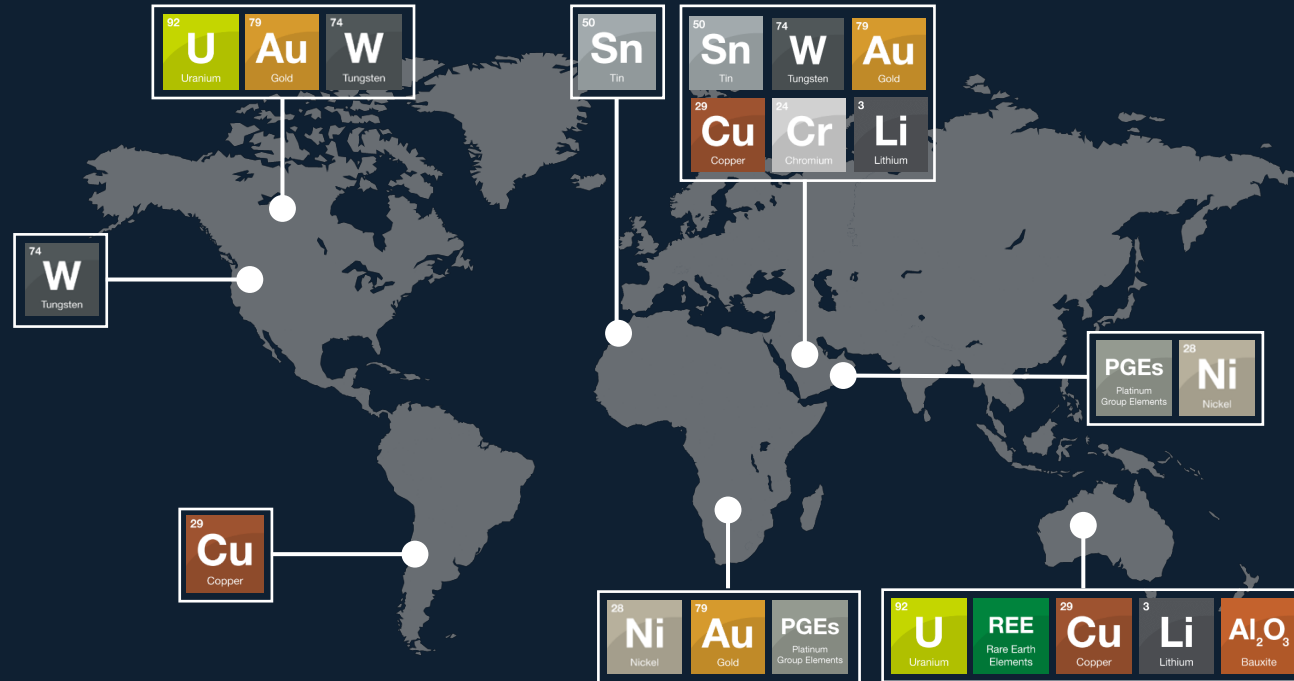 92
U
Uranium
79
Au
Gold
74
W
Tungsten
50
Sn
Tin
50
Sn
Tin
74
W
Tungsten
79
Au
Gold
29
Cu
Copper
24
Cr
Chromium
3
Li
Lithium
74
W
Tungsten
PGEs
Platinum
Group Elements
28
Ni
Nickel
29
Cu
Copper
28
Ni
Nickel
79
Au
Gold
PGEs
Platinum
Group Elements
92
U
Uranium
REE
Rare Earth
Elements
29
Cu
Copper
3
Li
Lithium
Al₂O₃
Bauxite